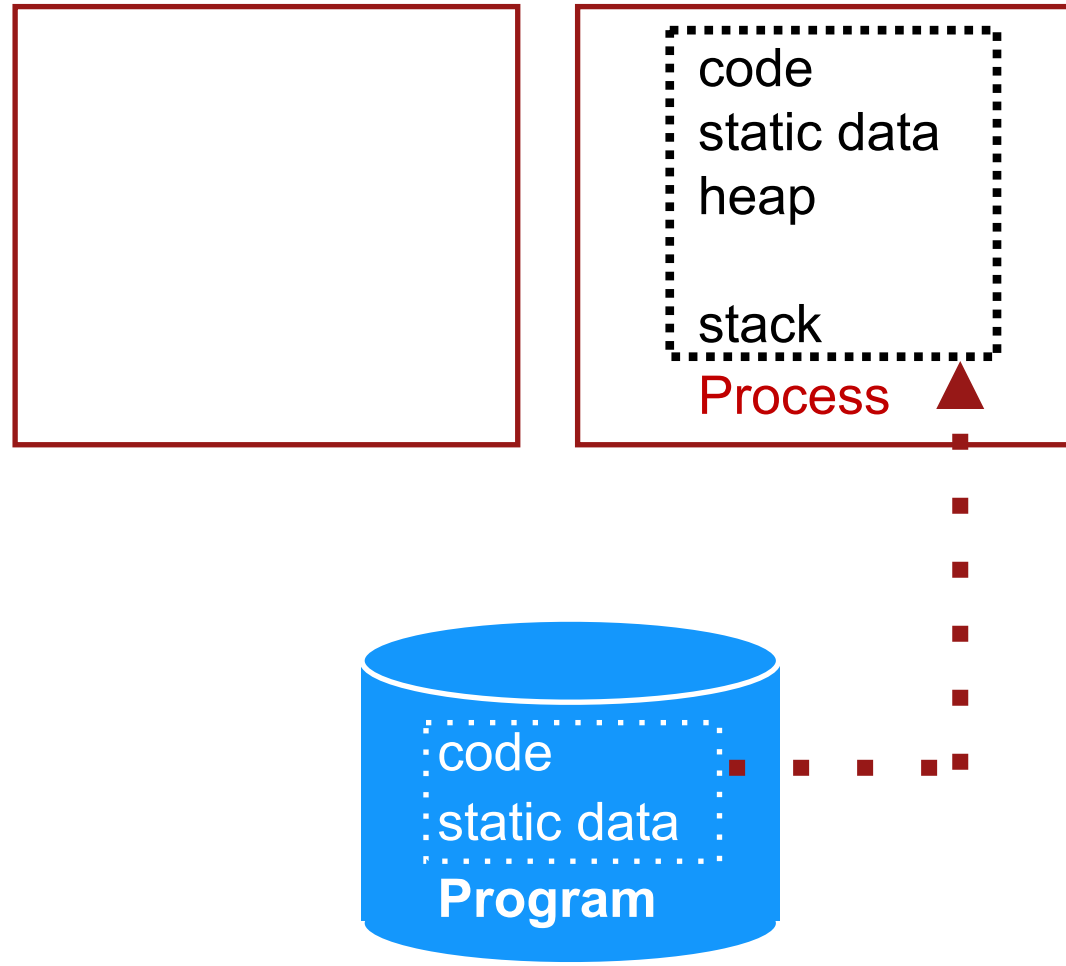 code
static data
heap
stack
Process
code
static data
Program